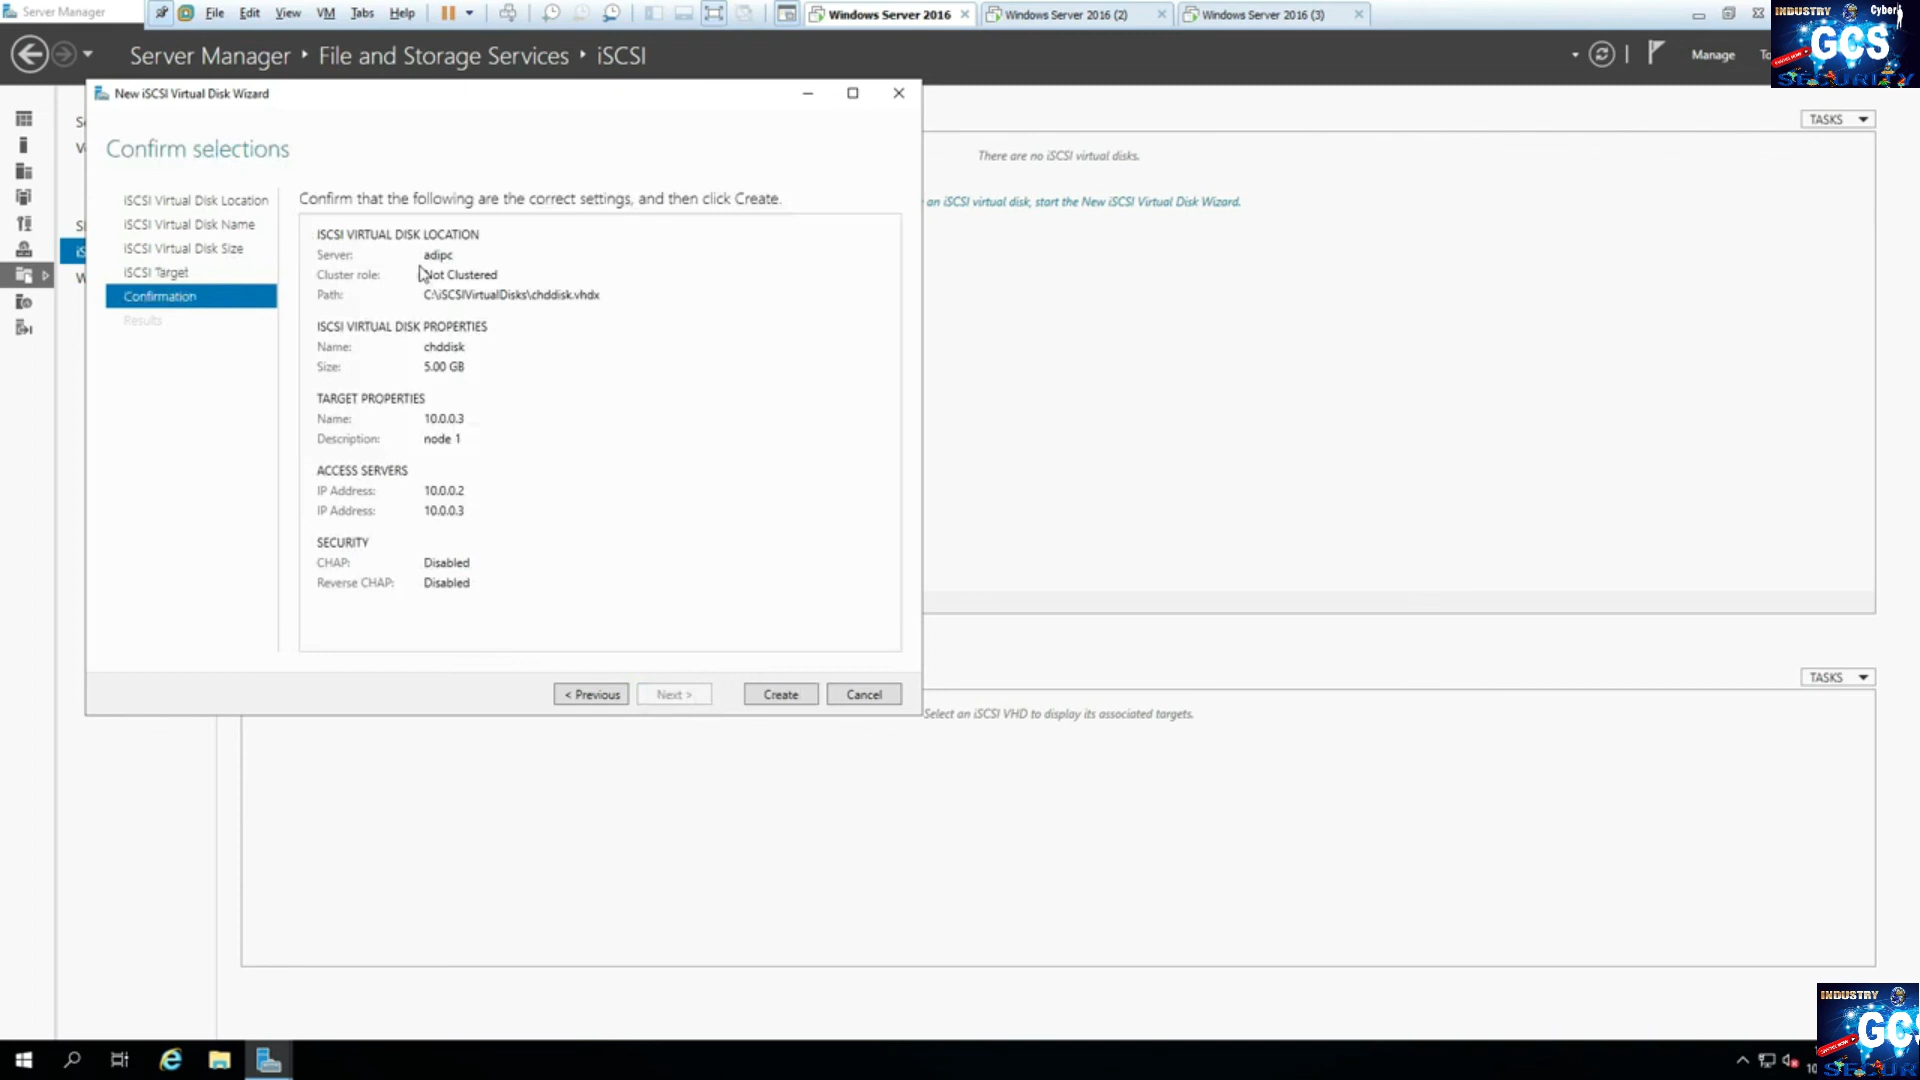 Server Manager
File Edit View VM Tabs Help
Windows Server 2016
Windows Server 2016 (2)
Windows Server 2016 (3)
Server Manager ‣ File and Storage Services ‣ iSCSI
Manage
INDUSTRY Cyber
GCS
SECURITY
New iSCSI Virtual Disk Wizard
TASKS
Confirm selections
There are no iSCSI virtual disks.
an iSCSI virtual disk, start the New iSCSI Virtual Disk Wizard.
iSCSI Virtual Disk Location
iSCSI Virtual Disk Name
iSCSI Virtual Disk Size
iSCSI Target
Confirmation
Results
Confirm that the following are the correct settings, and then click Create.
ISCSI VIRTUAL DISK LOCATION
Server: adipc
Cluster role: Not Clustered
Path: C:\iSCSIVirtualDisks\chddisk.vhdx
ISCSI VIRTUAL DISK PROPERTIES
Name: chddisk
Size: 5.00 GB
TARGET PROPERTIES
Name: 10.0.0.3
Description: node 1
ACCESS SERVERS
IP Address: 10.0.0.2
IP Address: 10.0.0.3
SECURITY
CHAP: Disabled
Reverse CHAP: Disabled
< Previous Next > Create Cancel
TASKS
Select an iSCSI VHD to display its associated targets.
INDUSTRY
GCS
SECUR